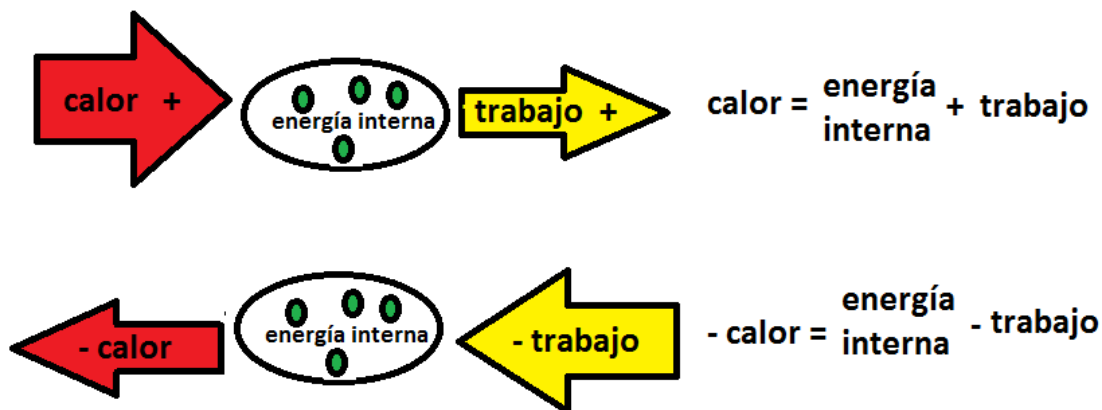 calor +
energía interna
trabajo +
calor = energía interna + trabajo
- calor
energía interna
- trabajo
- calor = energía interna - trabajo